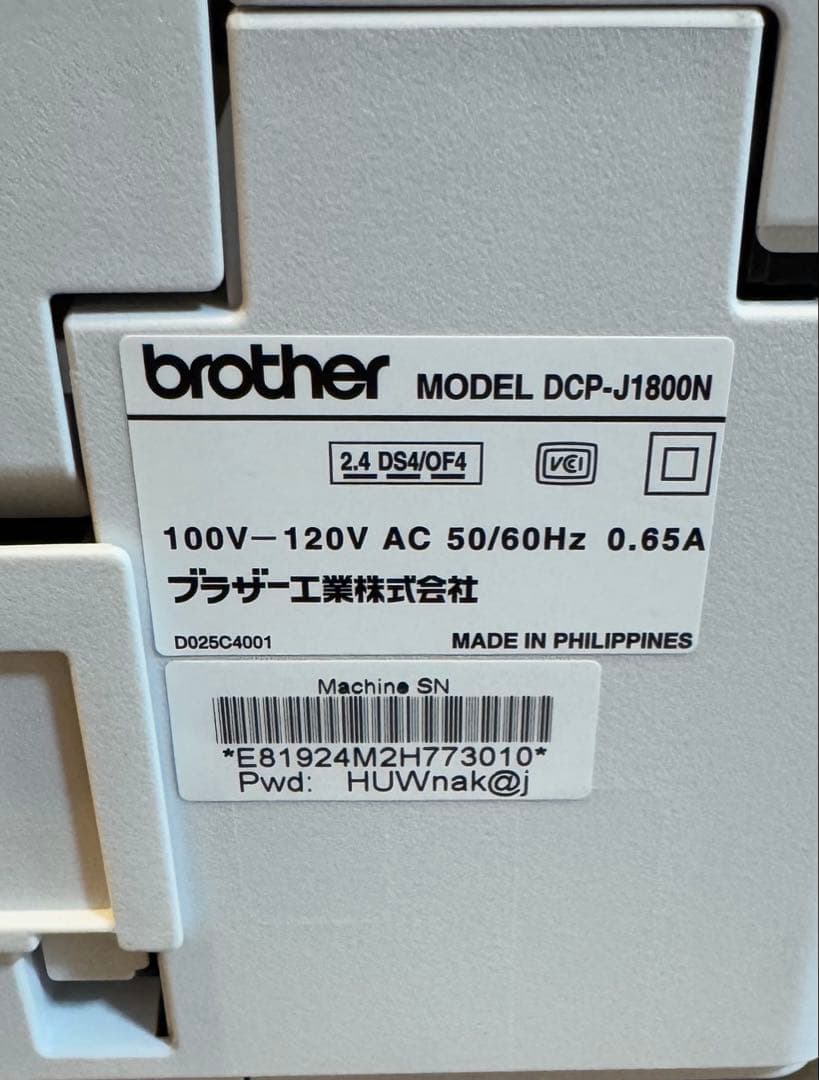 brother MODEL DCP-J1800N
2.4 DS4/OF4 VCI
100V－120V AC 50/60Hz 0.65A
ブラザー工業株式会社
D025C4001 MADE IN PHILIPPINES
Machine SN
*E81924M2H773010*
Pwd: HUWnak@j